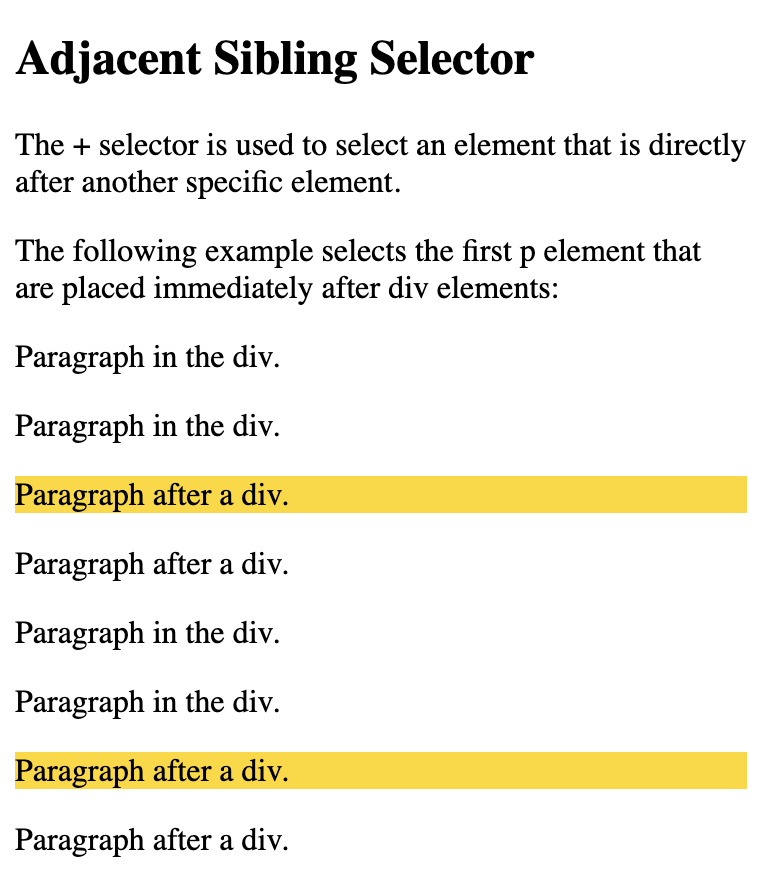 Adjacent Sibling Selector
The + selector is used to select an element that is directly
after another specific element.
The following example selects the first p element that
are placed immediately after div elements:
Paragraph in the div.
Paragraph in the div.
Paragraph after a div.
Paragraph after a div.
Paragraph in the div.
Paragraph in the div.
Paragraph after a div.
Paragraph after a div.